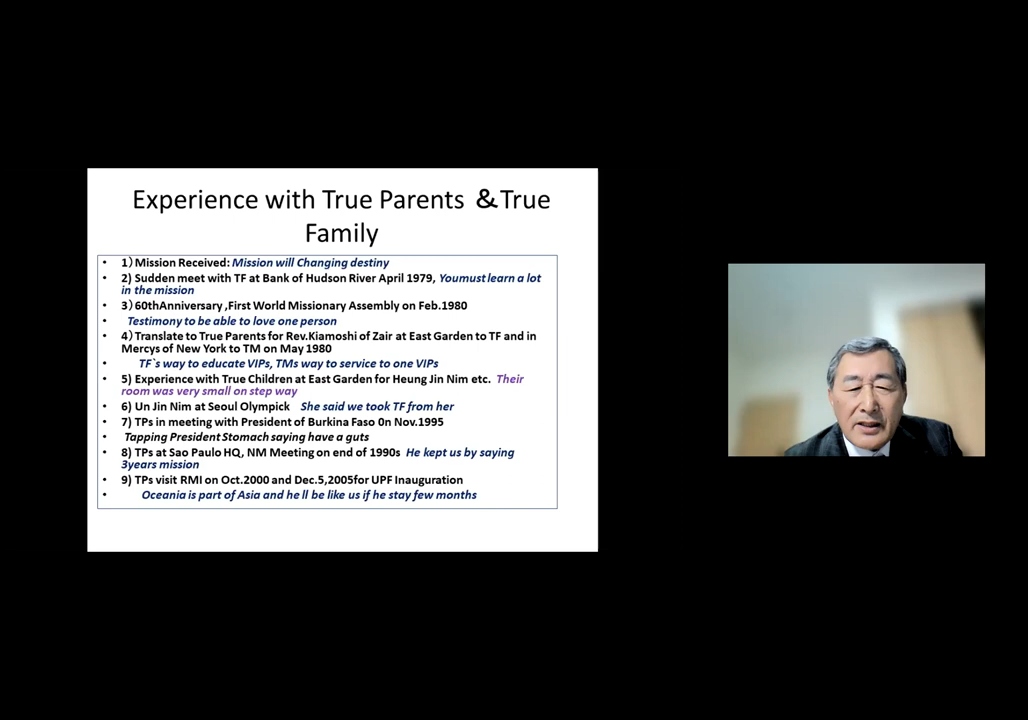 Experience with True Parents &True
Family
• 1) Mission Received: Mission will Changing destiny
• 2) Sudden meet with TF at Bank of Hudson River April 1979, Youmust learn a lot
in the mission
• 3) 60thAnniversary ,First World Missionary Assembly on Feb.1980
• Testimony to be able to love one person
• 4) Translate to True Parents for Rev.Kiamoshi of Zair at East Garden to TF and in
Mercys of New York to TM on May 1980
• TF`s way to educate VIPs, TMs way to service to one VIPs
• 5) Experience with True Children at East Garden for Heung Jin Nim etc. Their
room was very small on step way
• 6) Un Jin Nim at Seoul Olympick She said we took TF from her
• 7) TPs in meeting with President of Burkina Faso 0n Nov.1995
• Tapping President Stomach saying have a guts
• 8) TPs at Sao Paulo HQ, NM Meeting on end of 1990s He kept us by saying
3years mission
• 9) TPs visit RMI on Oct.2000 and Dec.5,2005for UPF Inauguration
• Oceania is part of Asia and he ll be like us if he stay few months